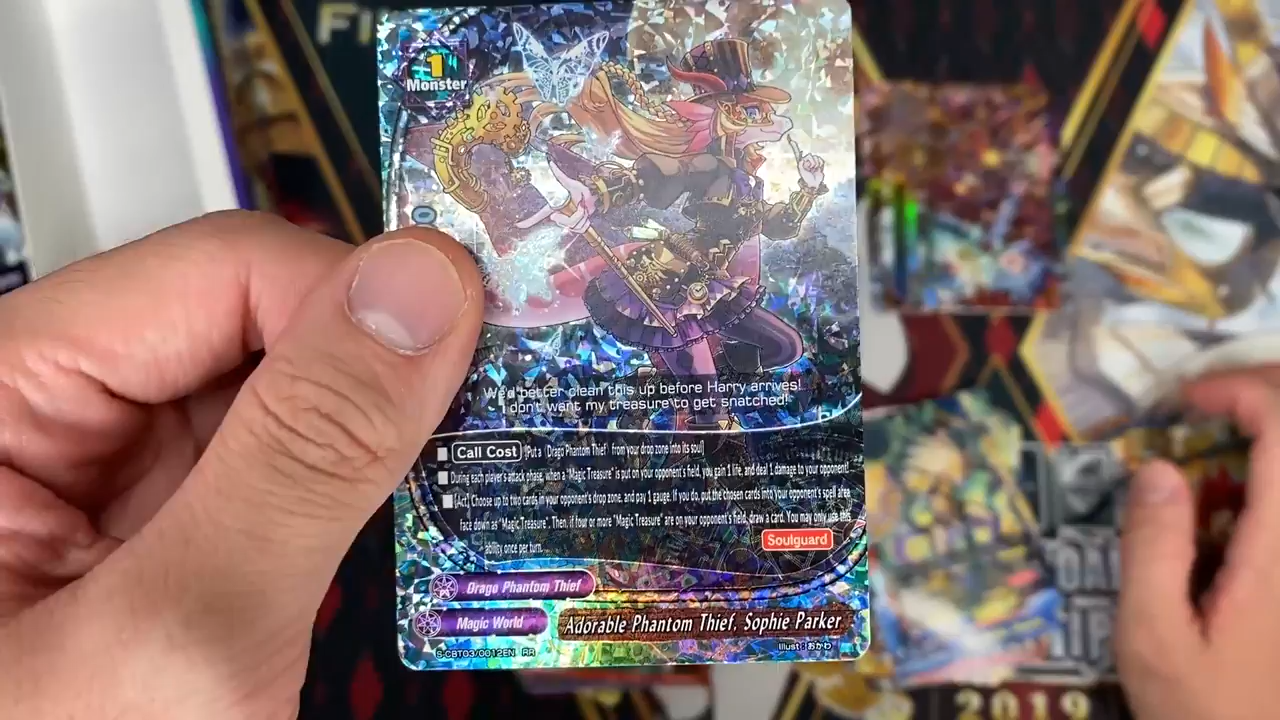 1
Monster
We'd better clean this up before Harry arrives!
I don't want my treasure to get snatched!
Call Cost [Put a "Drago Phantom Thief" from your drop zone into its soul]
During each player's attack phase, when a "Magic Treasure" is put on your opponent's field, you gain 1 life, and deal 1 damage to your opponent!
[Act] Choose up to two cards in your opponent's drop zone, and pay 1 gauge. If you do, put the chosen cards into your opponent's spell area
face down as "Magic Treasure". Then, if four or more "Magic Treasure" are on your opponent's field, draw a card. You may only use this
ability once per turn.
Soulguard
Drago Phantom Thief
Magic World
Adorable Phantom Thief, Sophie Parker
S-CBT03/0012EN RR
Illust: おかわ
2019